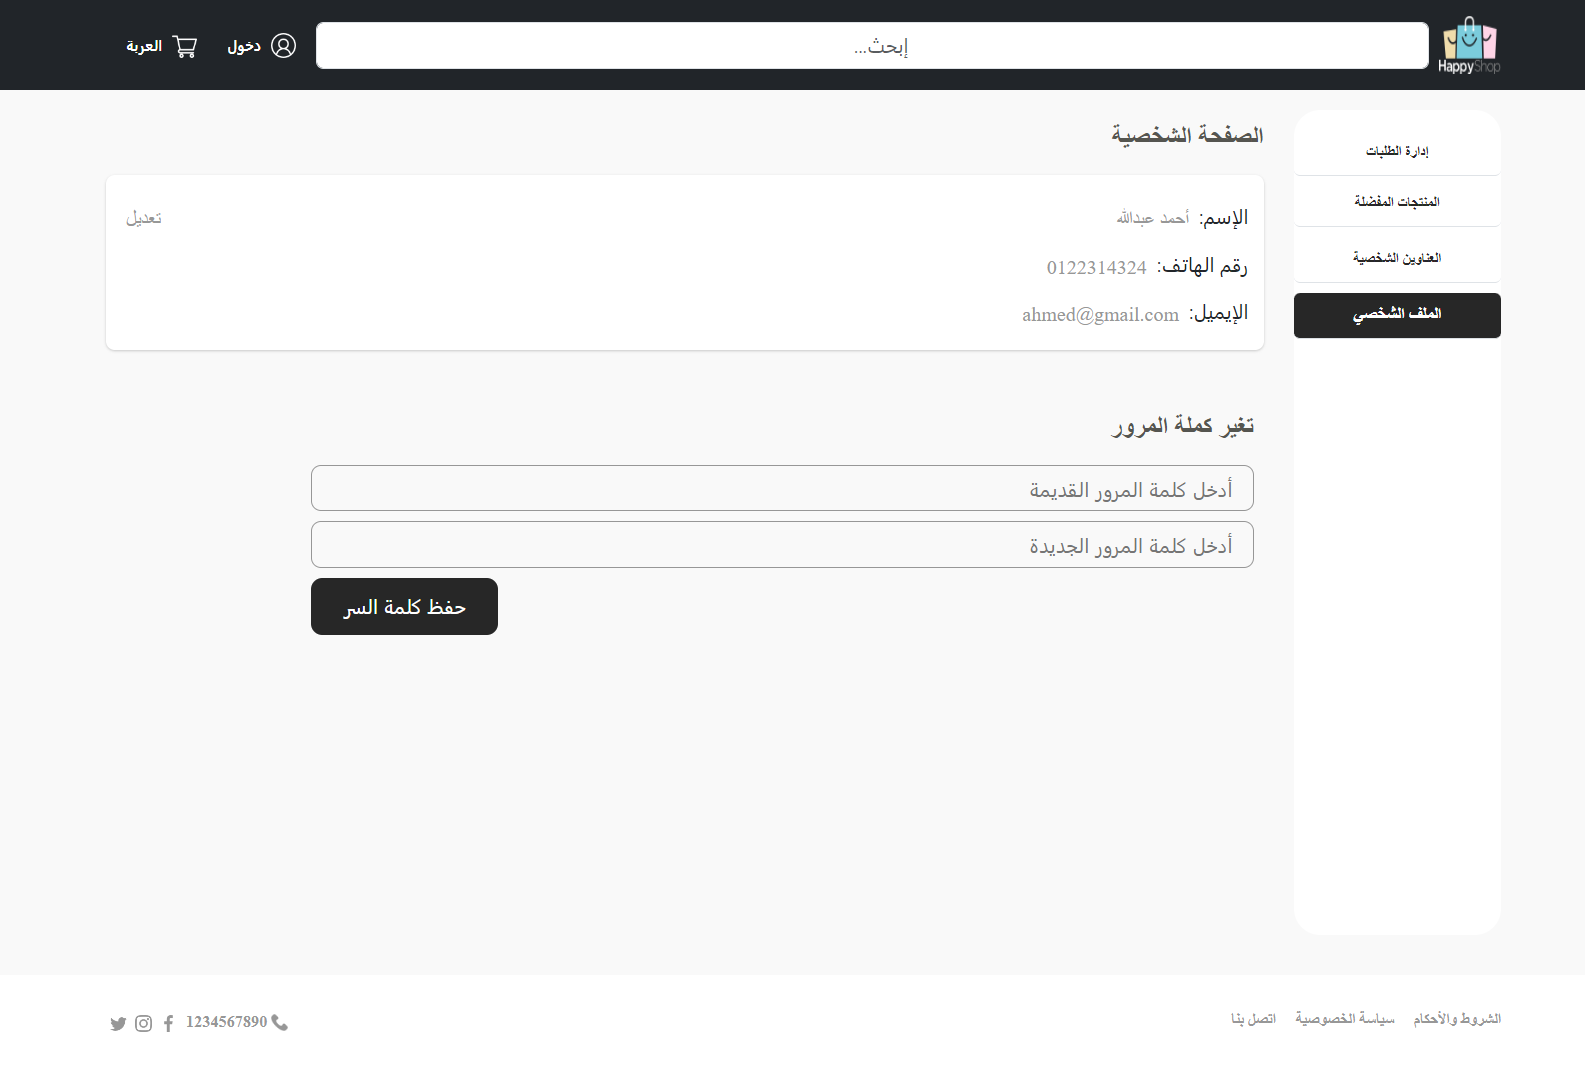 HappyShop
إبحث...
دخول
العربة
إدارة الطلبات
المنتجات المفضلة
العناوين الشخصية
الملف الشخصي
الصفحة الشخصية
الإسم: أحمد عبدالله
تعديل
رقم الهاتف: 0122314324
الإيميل: ahmed@gmail.com
تغير كملة المرور
أدخل كلمة المرور القديمة
أدخل كلمة المرور الجديدة
حفظ كلمة السر
الشروط والأحكام سياسة الخصوصية اتصل بنا
1234567890